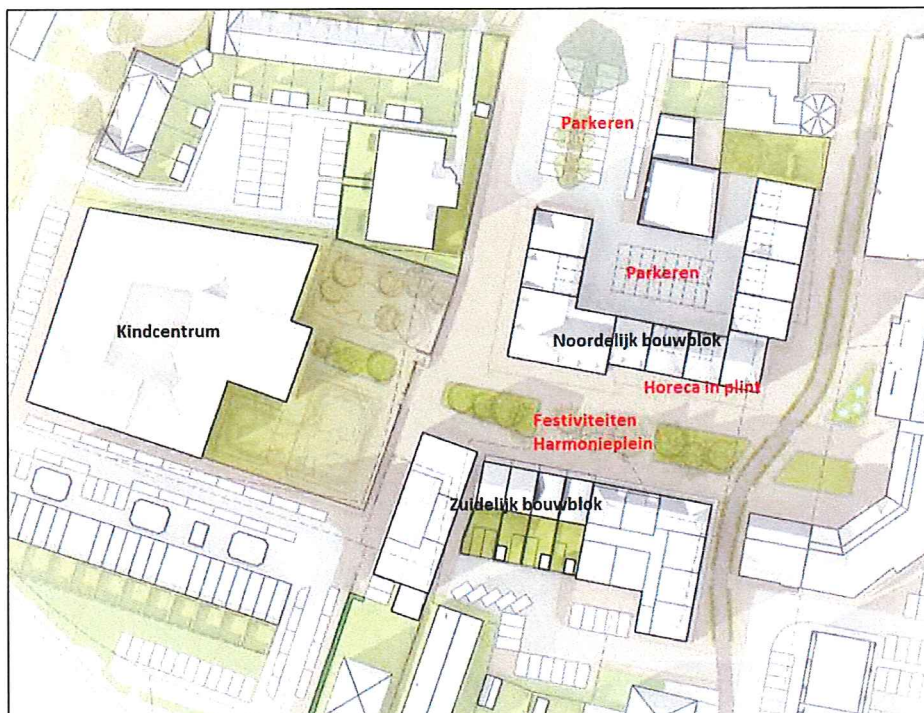 Parkeren
Parkeren
Kindcentrum
Noordelijk bouwblok
Horeca in plint
Festiviteiten
Harmonieplein
Zuidelijk bouwblok